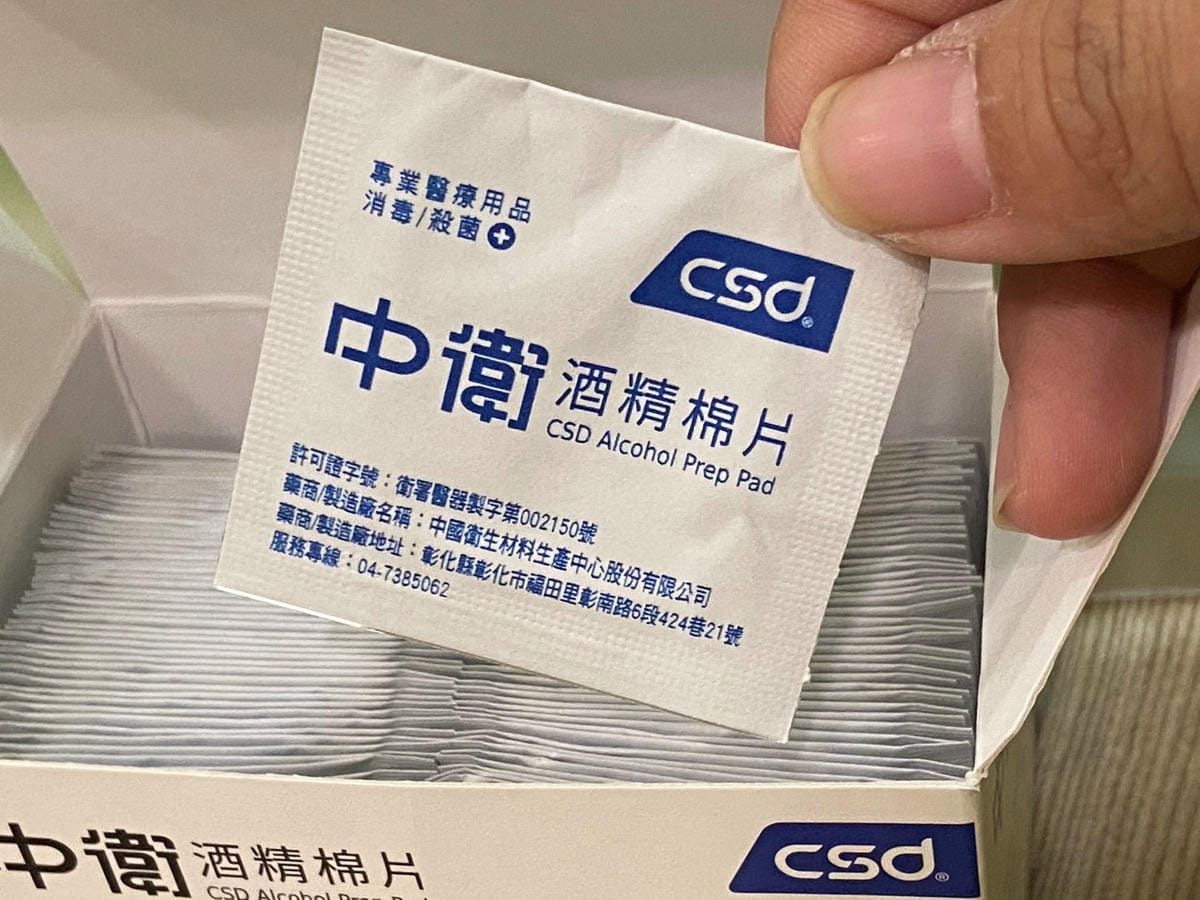 專業醫療用品
消毒/殺菌
csd®
中衛 酒精棉片
CSD Alcohol Prep Pad
許可證字號：衛署醫器製字第002150號
藥商/製造廠名稱：中國衛生材料生產中心股份有限公司
藥商/製造廠地址：彰化縣彰化市福田里彰南路6段424巷21號
服務專線：04-7385062
中衛 酒精棉片
CSD Alcohol Prep Pad
csd®